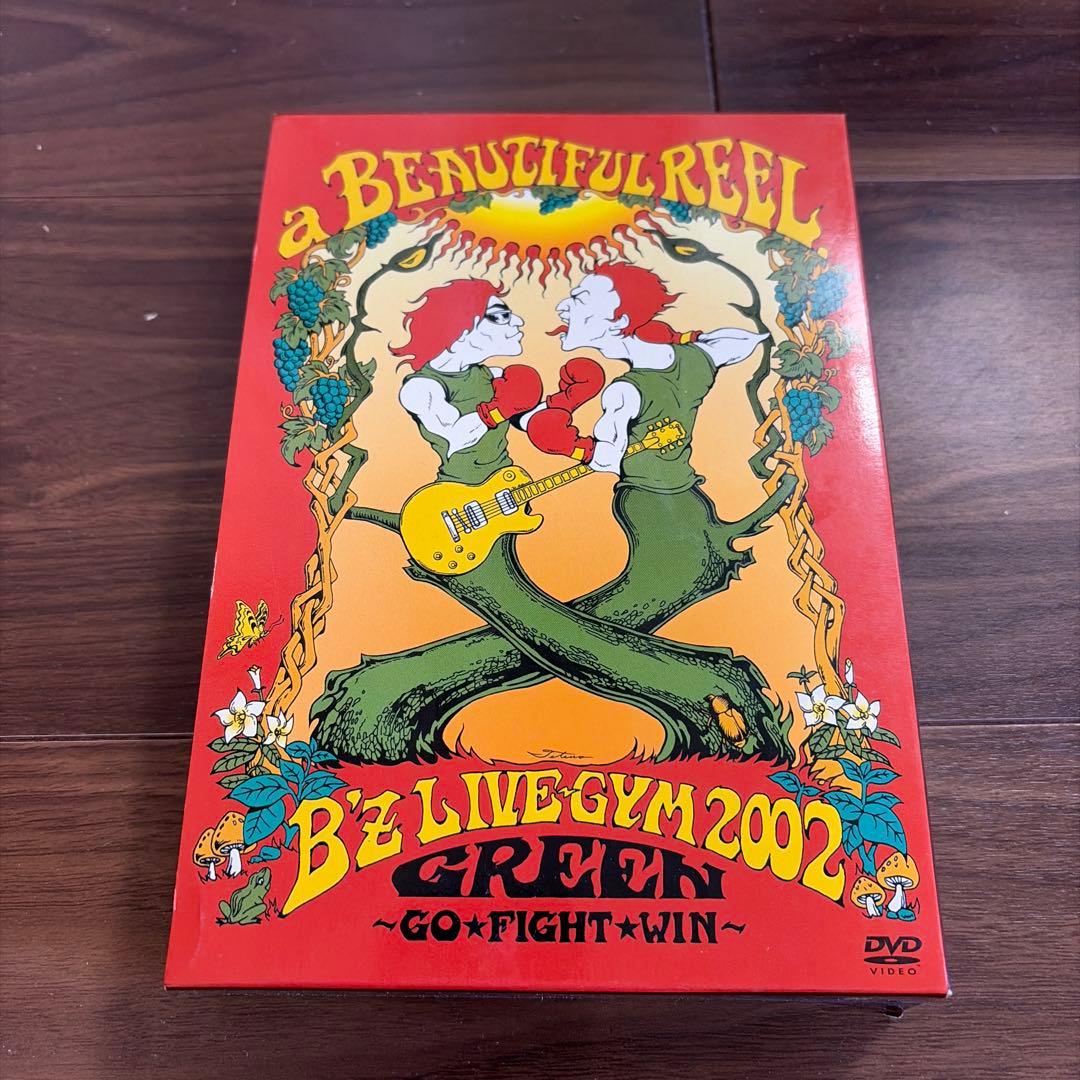 a BEAUTIFUL REEL.
B'z LIVE-GYM 2002
GREEN
~GO★FIGHT★WIN~
DVD
VIDEO